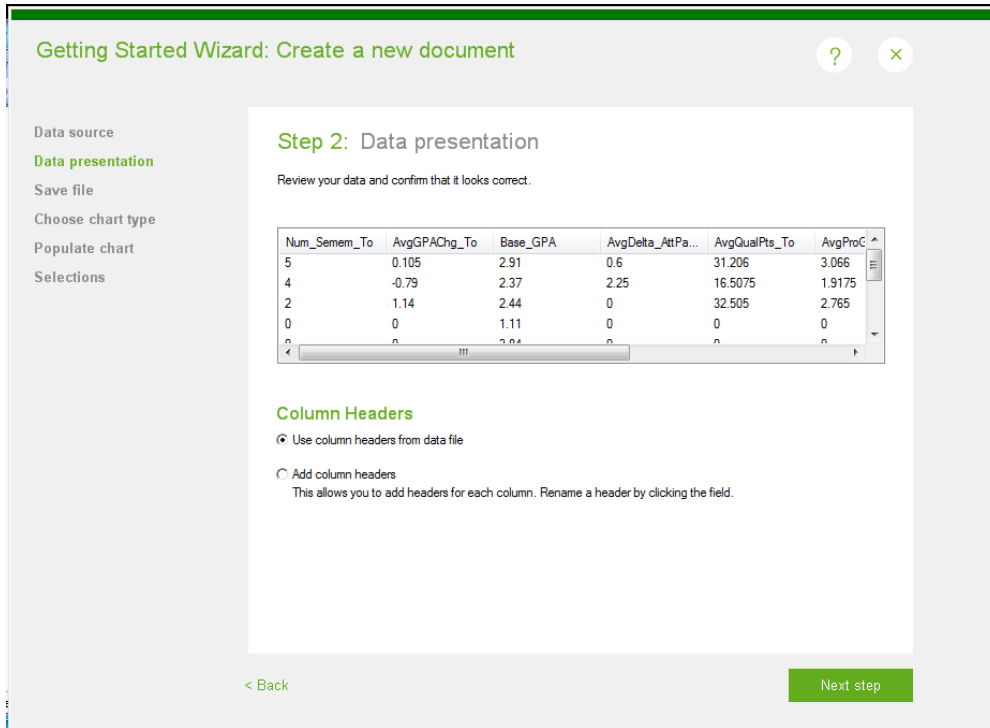 Getting Started Wizard: Create a new document
?
×
Data source
Data presentation
Save file
Choose chart type
Populate chart
Selections
Step 2: Data presentation
Review your data and confirm that it looks correct.
Num_Semem_To AvgGPAChg_To Base_GPA AvgDelta_AttPa... AvgQualPts_To AvgProG
5 0.105 2.91 0.6 31.206 3.066
4 -0.79 2.37 2.25 16.5075 1.9175
2 1.14 2.44 0 32.505 2.765
0 0 1.11 0 0 0
Column Headers
Use column headers from data file
Add column headers
This allows you to add headers for each column. Rename a header by clicking the field.
< Back
Next step